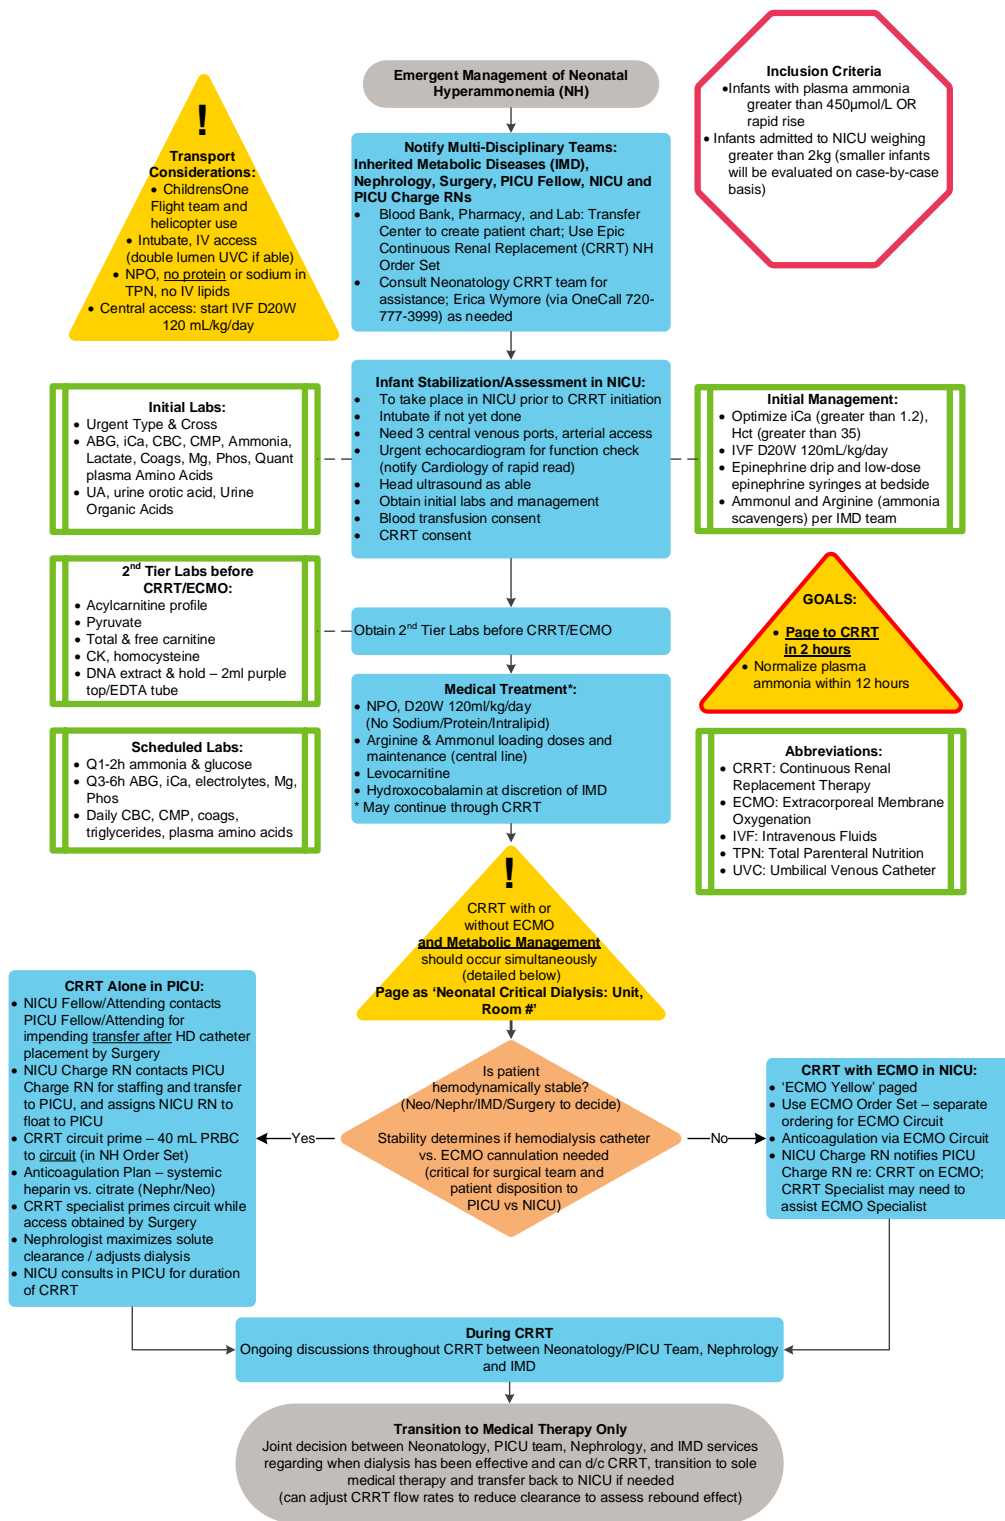 Emergent Management of Neonatal
Hyperammonemia (NH)
Inclusion Criteria
•Infants with plasma ammonia
greater than 450µmol/L OR
rapid rise
• Infants admitted to NICU weighing
greater than 2kg (smaller infants
will be evaluated on case-by-case
basis)
!
Transport
Considerations:
• ChildrensOne
Flight team and
helicopter use
• Intubate, IV access
(double lumen UVC if able)
• NPO, no protein or sodium in
TPN, no IV lipids
• Central access: start IVF D20W
120 mL/kg/day
Notify Multi-Disciplinary Teams:
Inherited Metabolic Diseases (IMD),
Nephrology, Surgery, PICU Fellow, NICU and
PICU Charge RNs
• Blood Bank, Pharmacy, and Lab: Transfer
Center to create patient chart; Use Epic
Continuous Renal Replacement (CRRT) NH
Order Set
• Consult Neonatology CRRT team for
assistance; Erica Wymore (via OneCall 720-
777-3999) as needed
Infant Stabilization/Assessment in NICU:
• To take place in NICU prior to CRRT initiation
• Intubate if not yet done
• Need 3 central venous ports, arterial access
• Urgent echocardiogram for function check
(notify Cardiology of rapid read)
• Head ultrasound as able
• Obtain initial labs and management
• Blood transfusion consent
• CRRT consent
Initial Labs:
• Urgent Type & Cross
• ABG, iCa, CBC, CMP, Ammonia,
Lactate, Coags, Mg, Phos, Quant
plasma Amino Acids
• UA, urine orotic acid, Urine
Organic Acids
Initial Management:
• Optimize iCa (greater than 1.2),
Hct (greater than 35)
• IVF D20W 120mL/kg/day
• Epinephrine drip and low-dose
epinephrine syringes at bedside
• Ammonul and Arginine (ammonia
scavengers) per IMD team
2nd Tier Labs before
CRRT/ECMO:
• Acylcarnitine profile
• Pyruvate
• Total & free carnitine
• CK, homocysteine
• DNA extract & hold – 2ml purple
top/EDTA tube
Obtain 2nd Tier Labs before CRRT/ECMO
GOALS:
• Page to CRRT
in 2 hours
• Normalize plasma
ammonia within 12 hours
Medical Treatment*:
• NPO, D20W 120ml/kg/day
(No Sodium/Protein/Intralipid)
• Arginine & Ammonul loading doses and
maintenance (central line)
• Levocarnitine
• Hydroxocobalamin at discretion of IMD
* May continue through CRRT
Scheduled Labs:
• Q1-2h ammonia & glucose
• Q3-6h ABG, iCa, electrolytes, Mg,
Phos
• Daily CBC, CMP, coags,
triglycerides, plasma amino acids
Abbreviations:
• CRRT: Continuous Renal
Replacement Therapy
• ECMO: Extracorporeal Membrane
Oxygenation
• IVF: Intravenous Fluids
• TPN: Total Parenteral Nutrition
• UVC: Umbilical Venous Catheter
!
CRRT with or
without ECMO
and Metabolic Management
should occur simultaneously
(detailed below)
Page as ‘Neonatal Critical Dialysis: Unit,
Room #’
Is patient
hemodynamically stable?
(Neo/Nephr/IMD/Surgery to decide)
Stability determines if hemodialysis catheter
vs. ECMO cannulation needed
(critical for surgical team and
patient disposition to
PICU vs NICU)
Yes
No
CRRT Alone in PICU:
• NICU Fellow/Attending contacts
PICU Fellow/Attending for
impending transfer after HD catheter
placement by Surgery
• NICU Charge RN contacts PICU
Charge RN for staffing and transfer
to PICU, and assigns NICU RN to
float to PICU
• CRRT circuit prime – 40 mL PRBC
to circuit (in NH Order Set)
• Anticoagulation Plan – systemic
heparin vs. citrate (Nephr/Neo)
• CRRT specialist primes circuit while
access obtained by Surgery
• Nephrologist maximizes solute
clearance / adjusts dialysis
• NICU consults in PICU for duration
of CRRT
CRRT with ECMO in NICU:
• ‘ECMO Yellow’ paged
• Use ECMO Order Set – separate
ordering for ECMO Circuit
• Anticoagulation via ECMO Circuit
• NICU Charge RN notifies PICU
Charge RN re: CRRT on ECMO;
CRRT Specialist may need to
assist ECMO Specialist
During CRRT
Ongoing discussions throughout CRRT between Neonatology/PICU Team, Nephrology
and IMD
Transition to Medical Therapy Only
Joint decision between Neonatology, PICU team, Nephrology, and IMD services
regarding when dialysis has been effective and can d/c CRRT, transition to sole
medical therapy and transfer back to NICU if needed
(can adjust CRRT flow rates to reduce clearance to assess rebound effect)